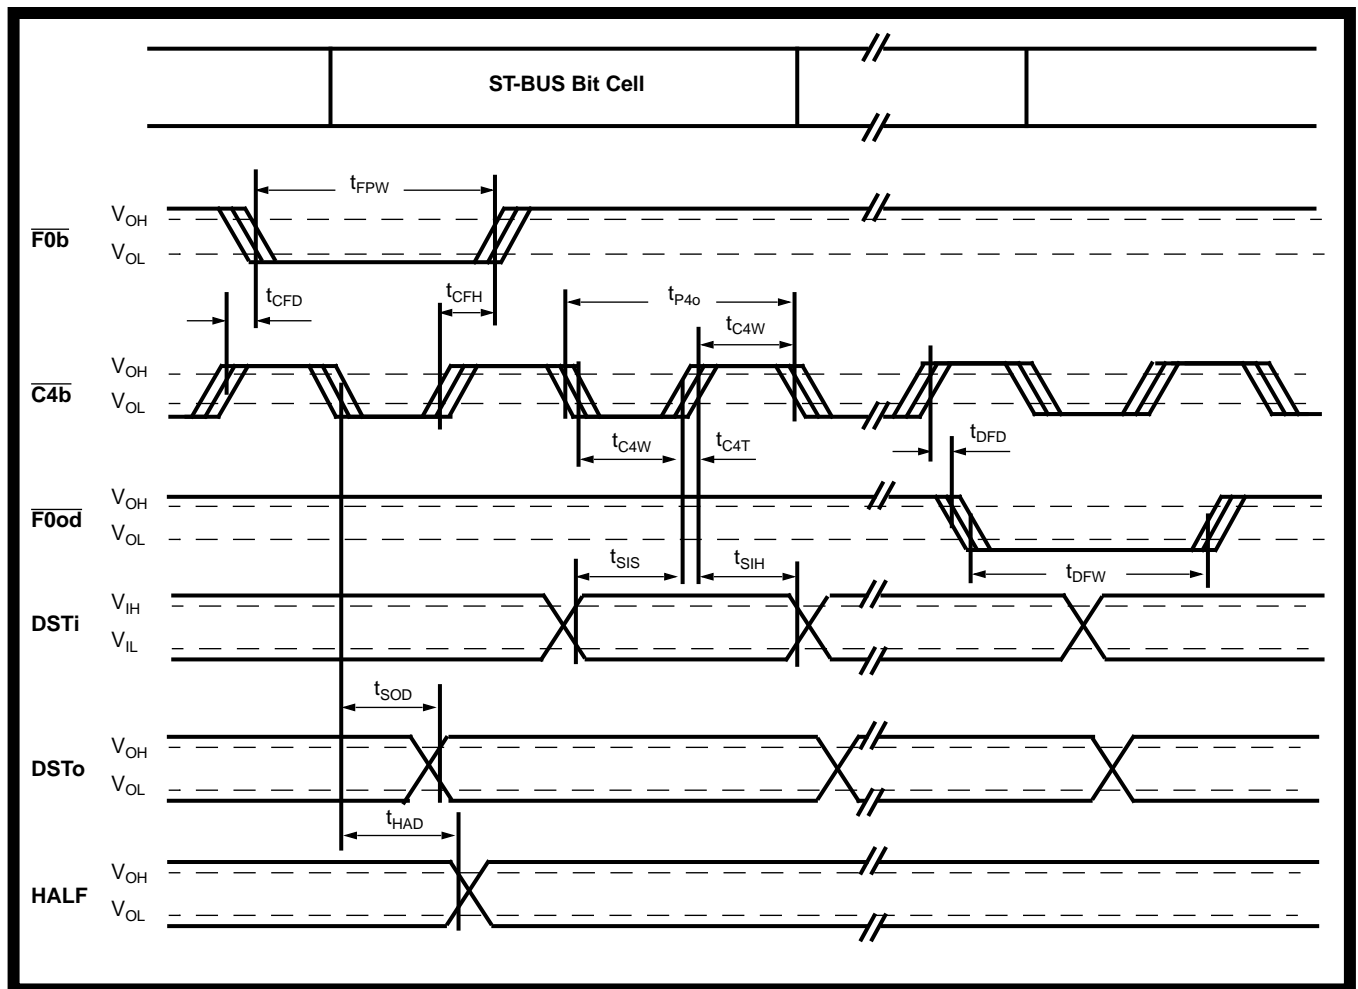 ST-BUS Bit Cell
tFPW
VOH
F0b
VOL
tCFD
tCFH
tP4o
tC4W
VOH
C4b
VOL
tC4W
tC4T
tDFD
VOH
F0od
VOL
tSIS
tSIH
tDFW
VIH
DSTi
VIL
tSOD
VOH
DSTo
VOL
tHAD
VOH
HALF
VOL